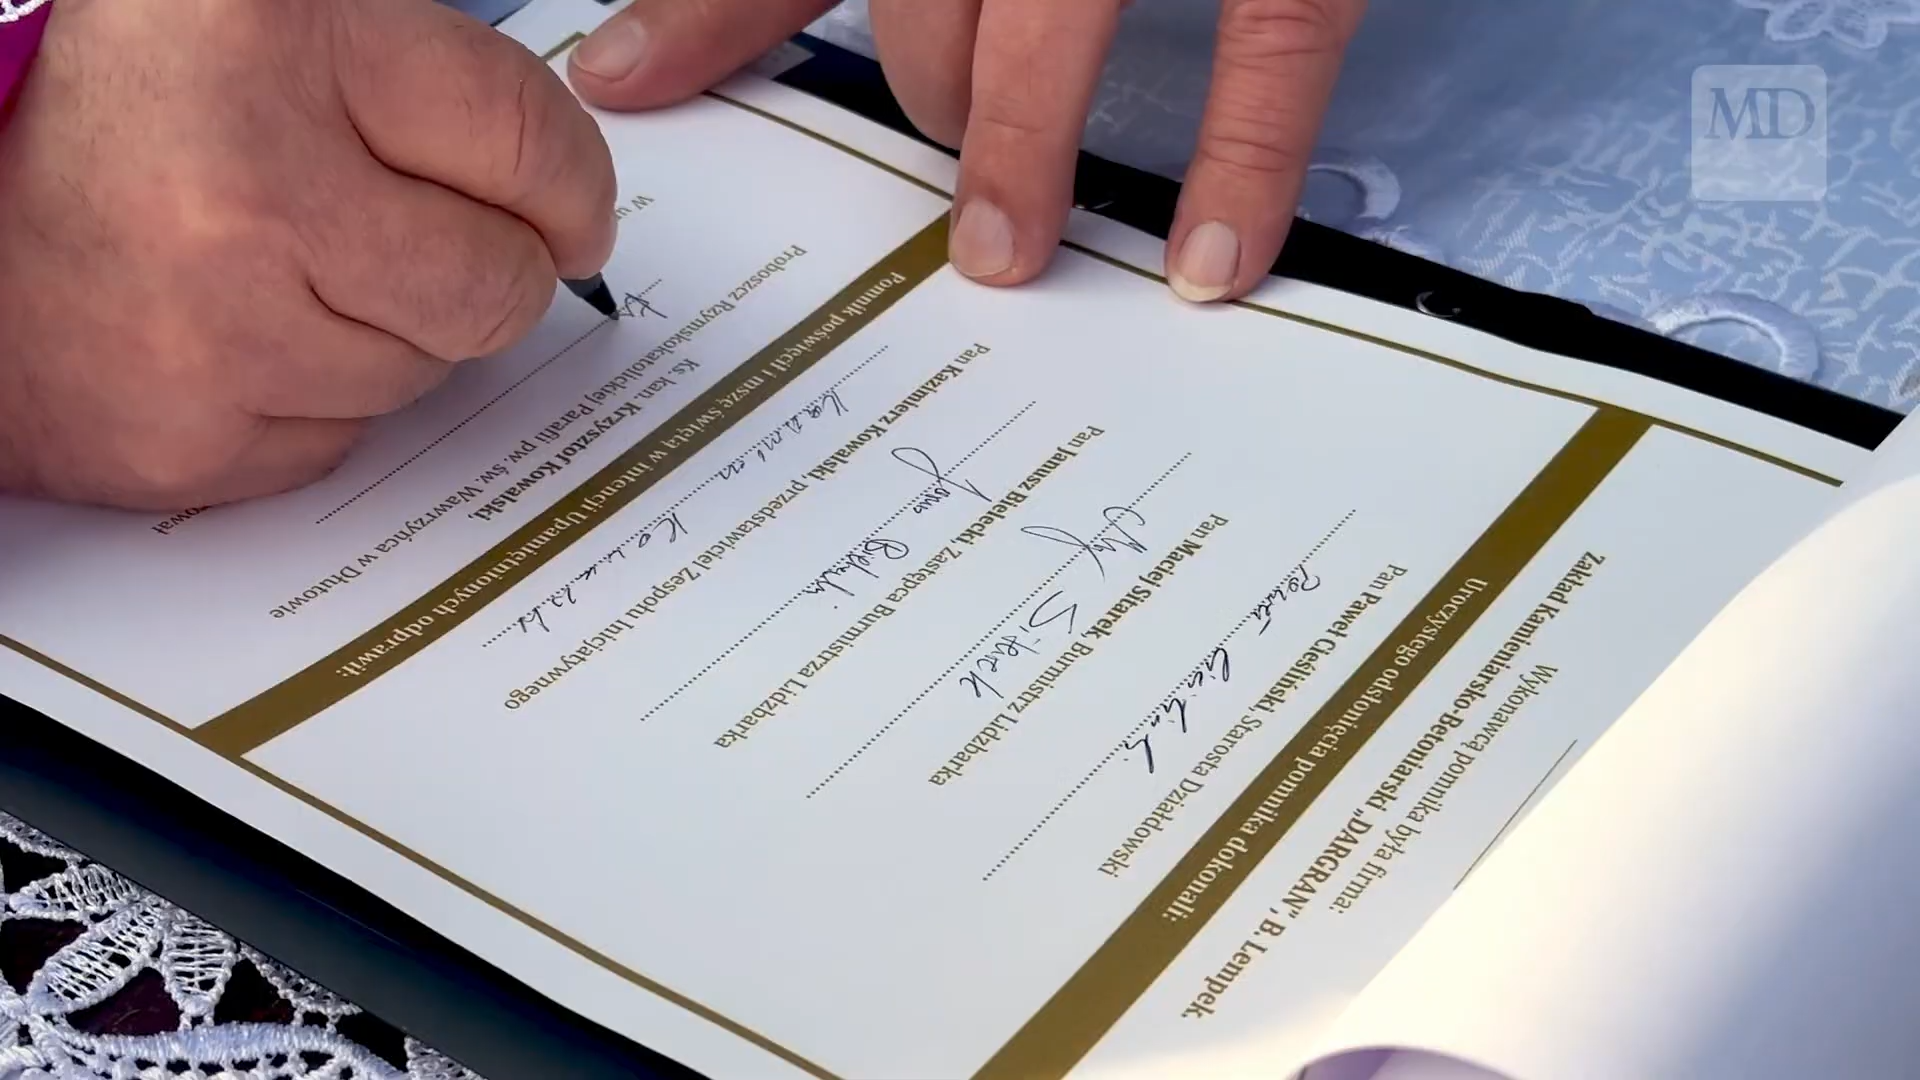 Wykonawcą pomnika była firma:
Zakład Kamieniarsko-Betoniarski „DARGRAN", B. Lempek.
Uroczystego odsłonięcia pomnika dokonali:
Pan Paweł Cieśliński, Starosta Działdowski
Pan Maciej Sitarek, Burmistrz Lidzbarka
Sitarek
Pan Janusz Bielecki, Zastępca Burmistrza Lidzbarka
Pan Kazimierz Kowalski, przedstawiciel Zespołu Inicjatywnego
Pomnik poświęcił i mszę świętą w intencji Upamiętnionych odprawił:
Ks. kan. Krzysztof Kowalski,
Proboszcz Rzymskokatolickiej Parafii pw św Wawrzyńca w Dłutowie
W
MD